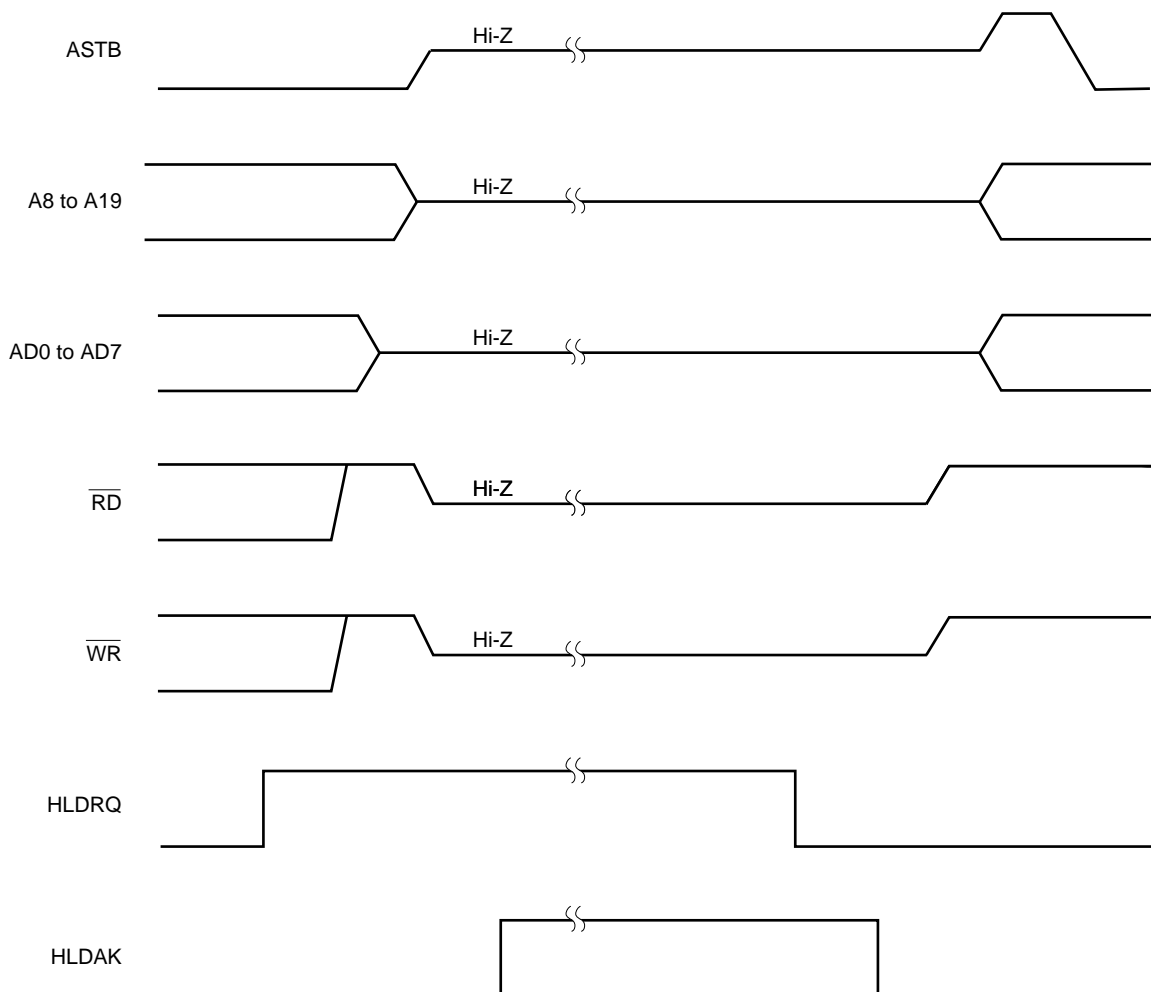 ASTB
Hi-Z
A8 to A19
Hi-Z
AD0 to AD7
Hi-Z
RD
Hi-Z
WR
Hi-Z
HLDRQ
HLDAK